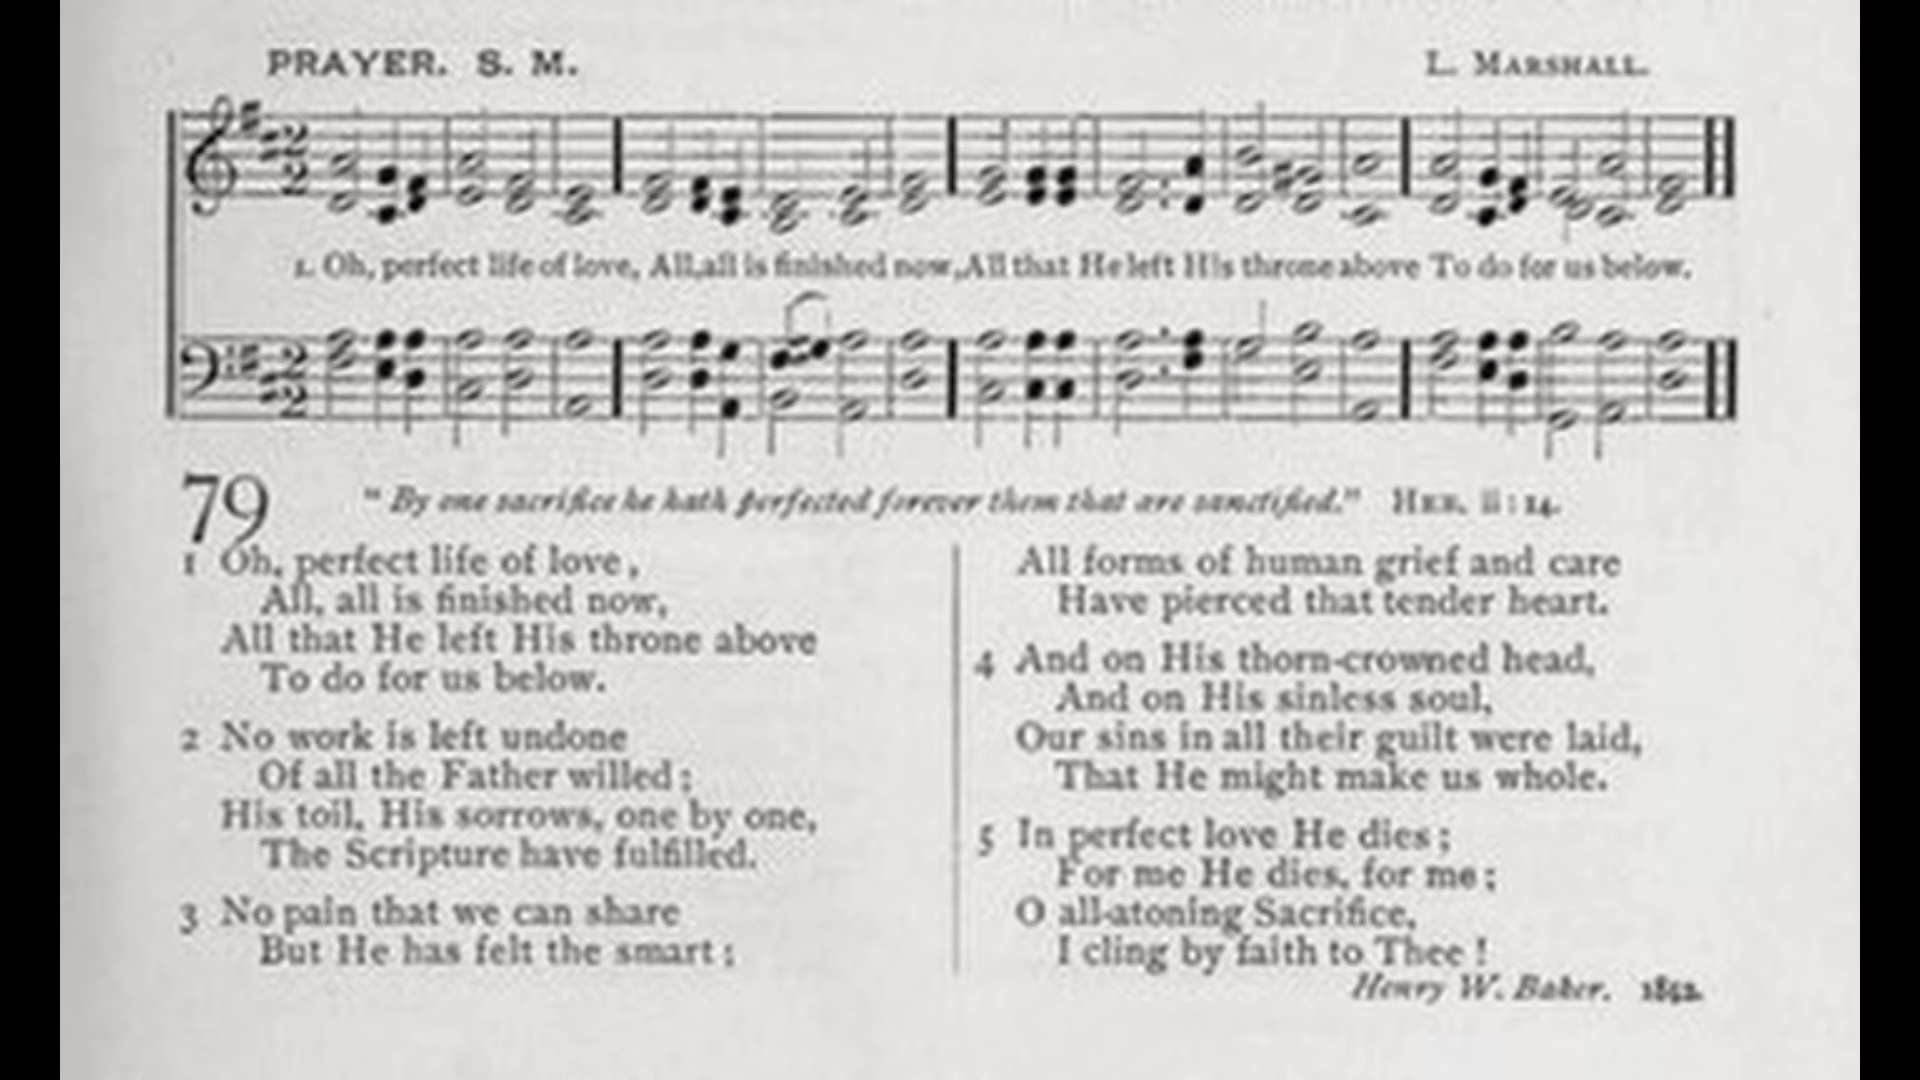 PRAYER. S. M.
L. MARSHALL.
1. Oh, perfect life of love, All, all is finished now, All that He left His throne above To do for us below.
79
" By one sacrifice he hath perfected forever them that are sanctified." HEB. ii : 14.
1 Oh, perfect life of love,
All, all is finished now,
All that He left His throne above
To do for us below.
2 No work is left undone
Of all the Father willed ;
His toil, His sorrows, one by one,
The Scripture have fulfilled.
3 No pain that we can share
But He has felt the smart ;
All forms of human grief and care
Have pierced that tender heart.
4 And on His thorn-crowned head,
And on His sinless soul,
Our sins in all their guilt were laid,
That He might make us whole.
5 In perfect love He dies ;
For me He dies, for me ;
O all-atoning Sacrifice,
I cling by faith to Thee !
Henry W. Baker.